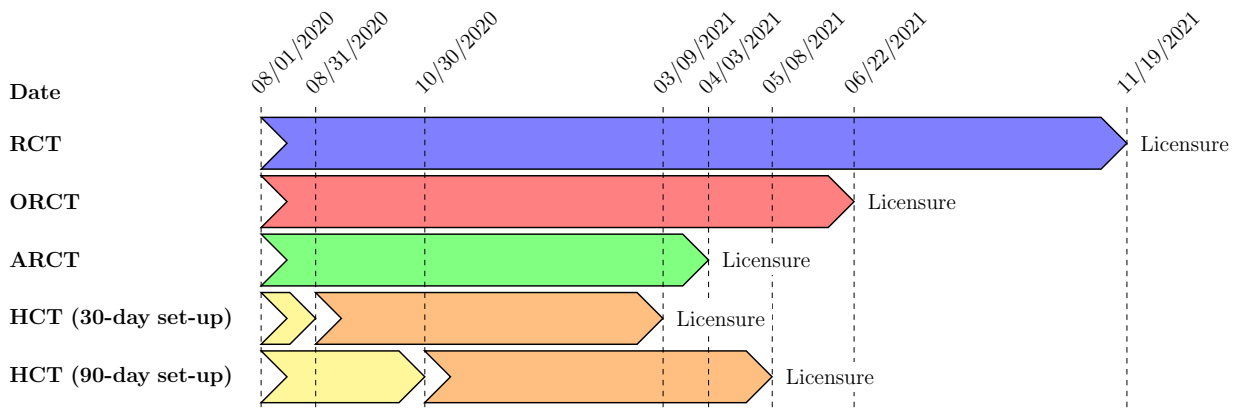 08/01/2020 08/31/2020 10/30/2020 03/09/2021 04/03/2021 05/08/2021 06/22/2021 11/19/2021
Date
RCT Licensure
ORCT Licensure
ARCT Licensure
HCT (30-day set-up) Licensure
HCT (90-day set-up) Licensure